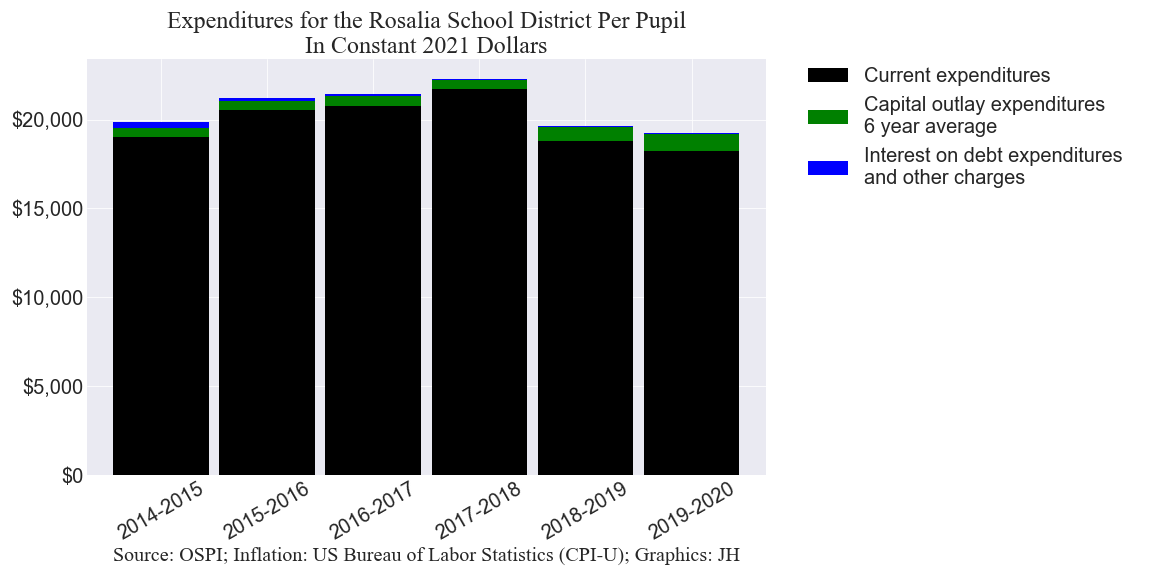 Expenditures for the Rosalia School District Per Pupil
In Constant 2021 Dollars
Current expenditures
Capital outlay expenditures
6 year average
Interest on debt expenditures
and other charges
$20,000
$15,000
$10,000
$5,000
$0
2014-2015
2015-2016
2016-2017
2017-2018
2018-2019
2019-2020
Source: OSPI; Inflation: US Bureau of Labor Statistics (CPI-U); Graphics: JH